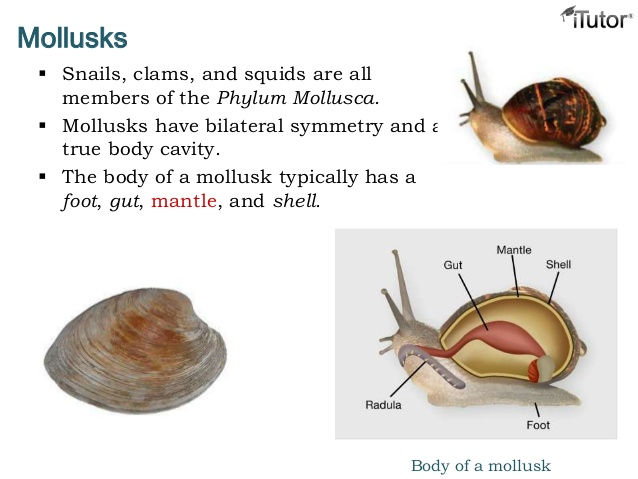 iTutor
Mollusks
▪ Snails, clams, and squids are all
members of the Phylum Mollusca.
▪ Mollusks have bilateral symmetry and a
true body cavity.
▪ The body of a mollusk typically has a
foot, gut, mantle, and shell.
Mantle
Gut
Shell
Radula
Foot
Body of a mollusk